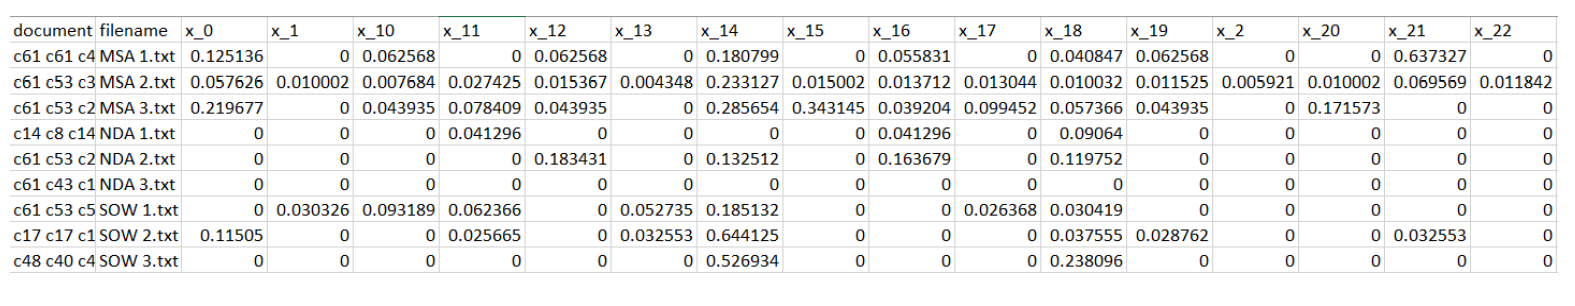 document filename x_0 x_1 x_10 x_11 x_12 x_13 x_14 x_15 x_16 x_17 x_18 x_19 x_2 x_20 x_21 x_22
c61 c61 c4 MSA 1.txt 0.125136 0 0.062568 0 0.062568 0 0.180799 0 0.055831 0 0.040847 0.062568 0 0 0.637327 0
c61 c53 c3 MSA 2.txt 0.057626 0.010002 0.007684 0.027425 0.015367 0.004348 0.233127 0.015002 0.013712 0.013044 0.010032 0.011525 0.005921 0.010002 0.069569 0.011842
c61 c53 c2 MSA 3.txt 0.219677 0 0.043935 0.078409 0.043935 0 0.285654 0.343145 0.039204 0.099452 0.057366 0.043935 0 0.171573 0 0
c14 c8 c14 NDA 1.txt 0 0 0 0.041296 0 0 0 0 0.041296 0 0.09064 0 0 0 0 0
c61 c53 c2 NDA 2.txt 0 0 0 0 0.183431 0 0.132512 0 0.163679 0 0.119752 0 0 0 0 0
c61 c43 c1 NDA 3.txt 0 0 0 0 0 0 0 0 0 0 0 0 0 0 0 0
c61 c53 c5 SOW 1.txt 0 0.030326 0.093189 0.062366 0 0.052735 0.185132 0 0 0.026368 0.030419 0 0 0 0 0
c17 c17 c1 SOW 2.txt 0.11505 0 0 0.025665 0 0.032553 0.644125 0 0 0 0.037555 0.028762 0 0 0.032553 0
c48 c40 c4 SOW 3.txt 0 0 0 0 0 0 0.526934 0 0 0 0.238096 0 0 0 0 0